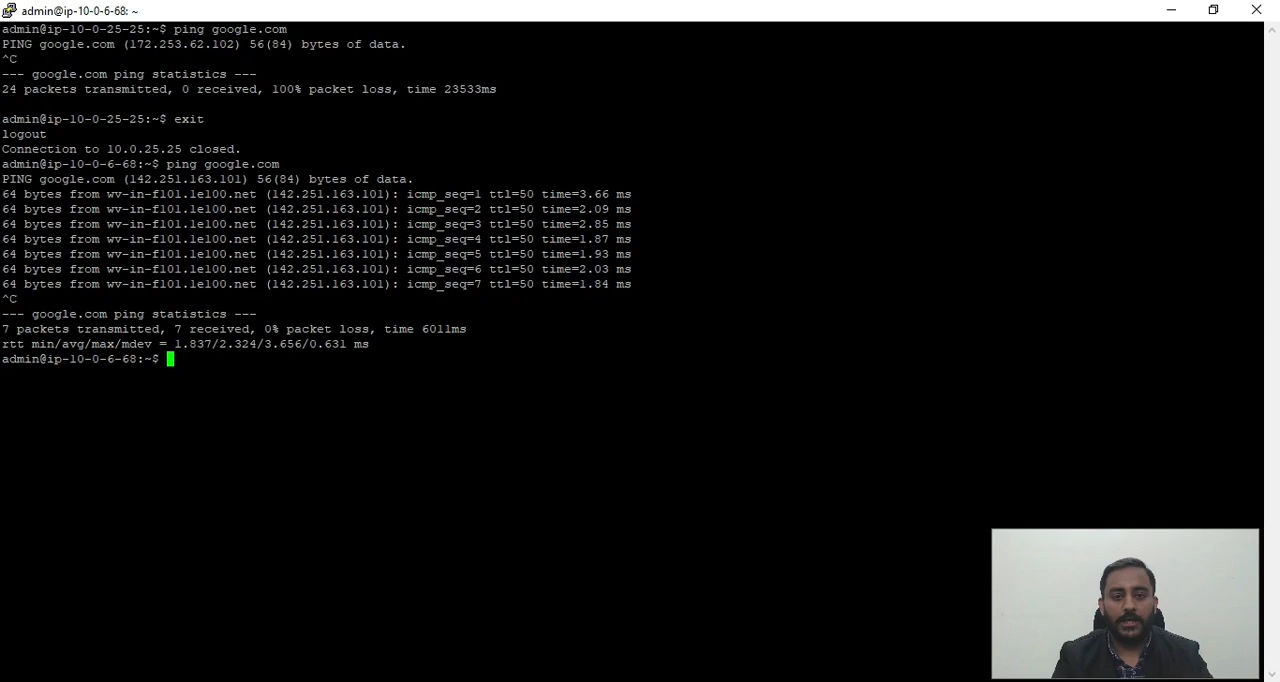 admin@ip-10-0-6-68: ~
admin@ip-10-0-25-25:~$ ping google.com
PING google.com (172.253.62.102) 56(84) bytes of data.
^C
--- google.com ping statistics ---
24 packets transmitted, 0 received, 100% packet loss, time 23533ms
admin@ip-10-0-25-25:~$ exit
logout
Connection to 10.0.25.25 closed.
admin@ip-10-0-6-68:~$ ping google.com
PING google.com (142.251.163.101) 56(84) bytes of data.
64 bytes from wv-in-f101.1e100.net (142.251.163.101): icmp_seq=1 ttl=50 time=3.66 ms
64 bytes from wv-in-f101.1e100.net (142.251.163.101): icmp_seq=2 ttl=50 time=2.09 ms
64 bytes from wv-in-f101.1e100.net (142.251.163.101): icmp_seq=3 ttl=50 time=2.85 ms
64 bytes from wv-in-f101.1e100.net (142.251.163.101): icmp_seq=4 ttl=50 time=1.87 ms
64 bytes from wv-in-f101.1e100.net (142.251.163.101): icmp_seq=5 ttl=50 time=1.93 ms
64 bytes from wv-in-f101.1e100.net (142.251.163.101): icmp_seq=6 ttl=50 time=2.03 ms
64 bytes from wv-in-f101.1e100.net (142.251.163.101): icmp_seq=7 ttl=50 time=1.84 ms
^C
--- google.com ping statistics ---
7 packets transmitted, 7 received, 0% packet loss, time 6011ms
rtt min/avg/max/mdev = 1.837/2.324/3.656/0.631 ms
admin@ip-10-0-6-68:~$